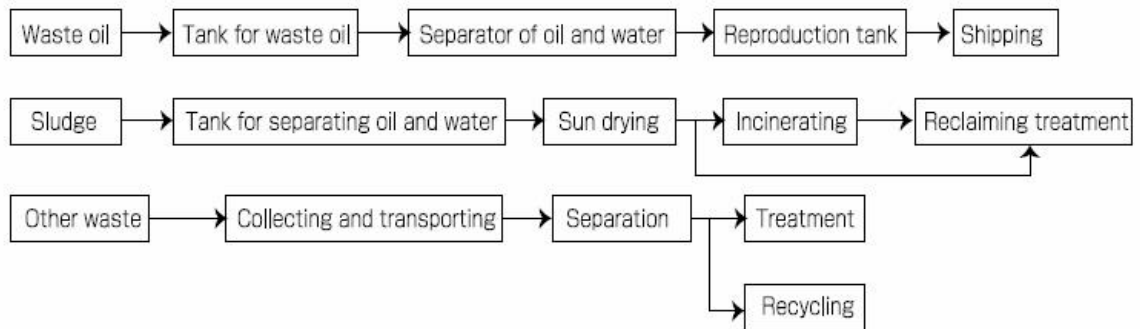 Waste oil
Tank for waste oil
Separator of oil and water
Reproduction tank
Shipping
Sludge
Tank for separating oil and water
Sun drying
Incinerating
Reclaiming treatment
Other waste
Collecting and transporting
Separation
Treatment
Recycling